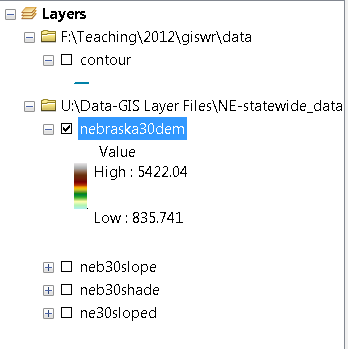 Layers
F:\Teaching\2012\giswr\data
contour
U:\Data-GIS Layer Files\NE-statewide_data
nebraska30dem
Value
High : 5422.04
Low : 835.741
neb30slope
neb30shade
ne30sloped